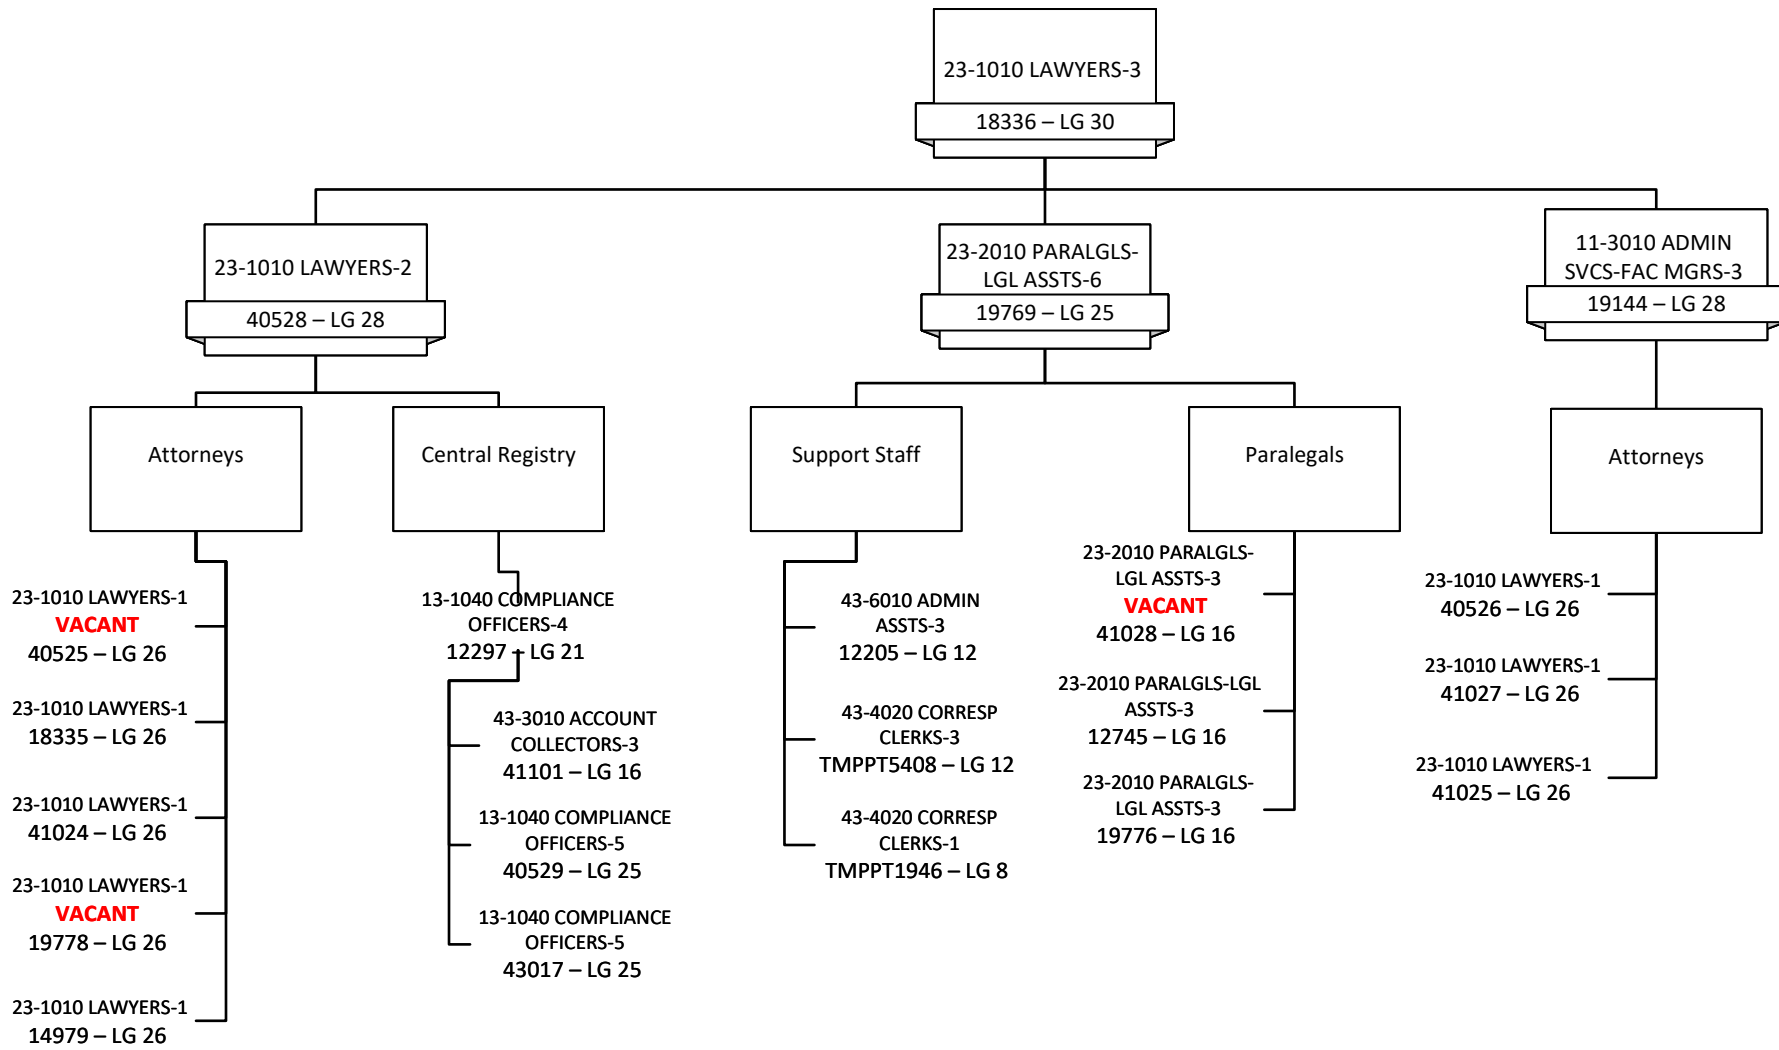 23-1010 LAWYERS-3
18336 – LG 30
23-1010 LAWYERS-2
40528 – LG 28
23-2010 PARALGLS-
LGL ASSTS-6
19769 – LG 25
11-3010 ADMIN
SVCS-FAC MGRS-3
19144 – LG 28
Attorneys
Central Registry
Support Staff
Paralegals
Attorneys
23-1010 LAWYERS-1
VACANT
40525 – LG 26
23-1010 LAWYERS-1
18335 – LG 26
23-1010 LAWYERS-1
41024 – LG 26
23-1010 LAWYERS-1
VACANT
19778 – LG 26
23-1010 LAWYERS-1
14979 – LG 26
13-1040 COMPLIANCE
OFFICERS-4
12297 – LG 21
43-3010 ACCOUNT
COLLECTORS-3
41101 – LG 16
13-1040 COMPLIANCE
OFFICERS-5
40529 – LG 25
13-1040 COMPLIANCE
OFFICERS-5
43017 – LG 25
43-6010 ADMIN
ASSTS-3
12205 – LG 12
43-4020 CORRESP
CLERKS-3
TMPPT5408 – LG 12
43-4020 CORRESP
CLERKS-1
TMPPT1946 – LG 8
23-2010 PARALGLS-
LGL ASSTS-3
VACANT
41028 – LG 16
23-2010 PARALGLS-LGL
ASSTS-3
12745 – LG 16
23-2010 PARALGLS-
LGL ASSTS-3
19776 – LG 16
23-1010 LAWYERS-1
40526 – LG 26
23-1010 LAWYERS-1
41027 – LG 26
23-1010 LAWYERS-1
41025 – LG 26